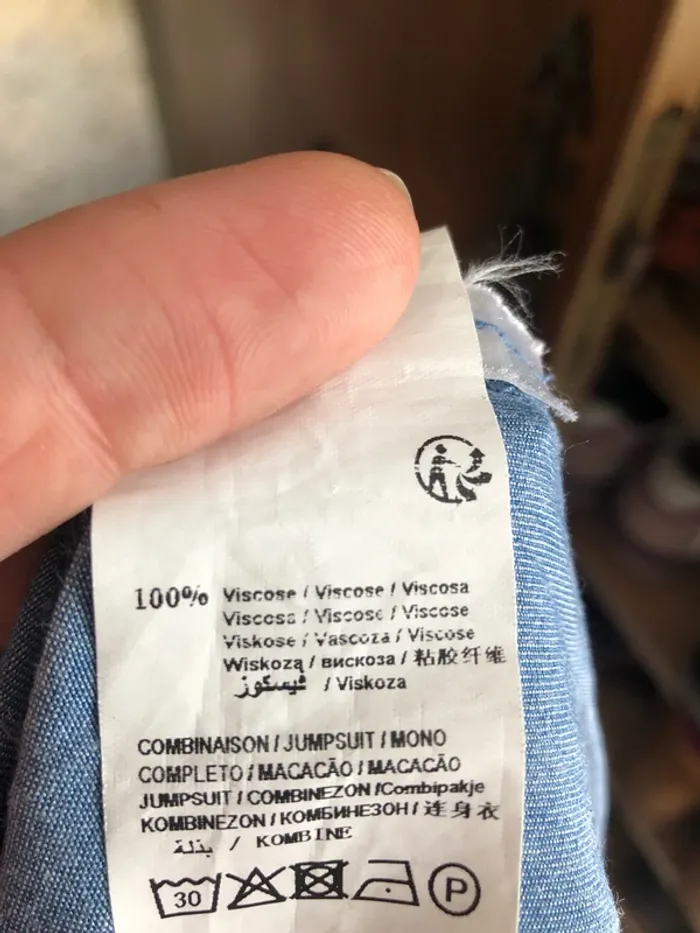 100% Viscose / Viscose / Viscosa
Viscosa / Viscose / Viscose
Viskose / Vascoza / Viscose
Wiskozą / вискоза / 粘胶纤维
فيسكوز / Viskoza
COMBINAISON / JUMPSUIT / MONO
COMPLETO / MACACÃO / MACACÃO
JUMPSUIT / COMBINEZON /Combipakje
KOMBINEZON / КОМБИНЕЗОН / 连身衣
بذلة / KOMBINE
30 P